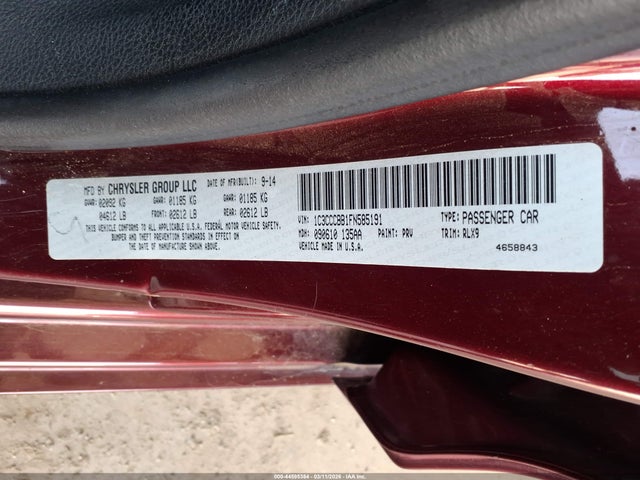 MFD BY CHRYSLER GROUP LLC DATE OF MFR(BUILT): 9-14
GVWR: 02092 KG GAWR: 01185 KG GAWR: 01185 KG
04612 LB FRONT: 02612 LB REAR: 02612 LB
THIS VEHICLE CONFORMS TO ALL APPLICABLE U.S.A. FEDERAL MOTOR VEHICLE SAFETY,
BUMPER AND THEFT PREVENTION STANDARDS IN EFFECT ON
THE DATE OF MANUFACTURE SHOWN ABOVE.
VIN: 1C3CCCBB1FN585191 TYPE: PASSENGER CAR
MDH: 090610 135AA PAINT: PRV TRIM: RLX9
MADE IN U.S.A. 4658843
000-44595384 - 03/11/2026 - IAA Inc.